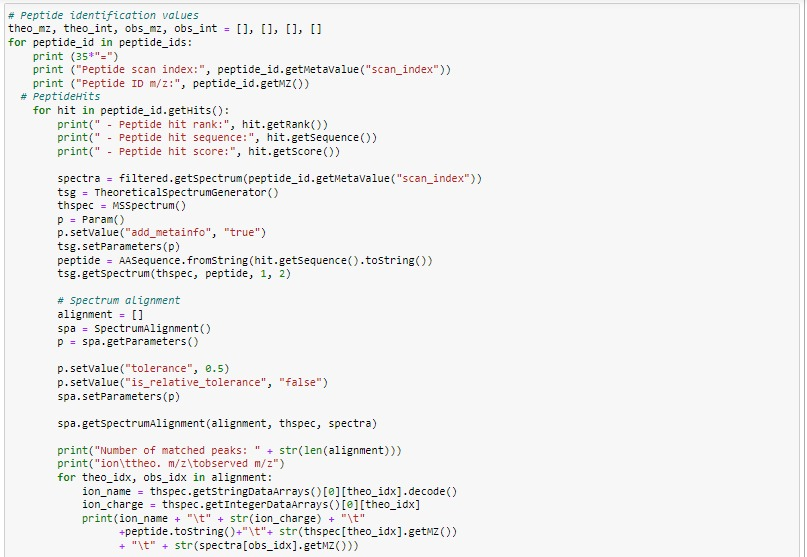 # Peptide identification values
theo_mz, theo_int, obs_mz, obs_int = [], [], [], []
for peptide_id in peptide_ids:
    print (35*"=")
    print ("Peptide scan index:", peptide_id.getMetaValue("scan_index"))
    print ("Peptide ID m/z:", peptide_id.getMZ())
  # PeptideHits
    for hit in peptide_id.getHits():
        print(" - Peptide hit rank:", hit.getRank())
        print(" - Peptide hit sequence:", hit.getSequence())
        print(" - Peptide hit score:", hit.getScore())

        spectra = filtered.getSpectrum(peptide_id.getMetaValue("scan_index"))
        tsg = TheoreticalSpectrumGenerator()
        thspec = MSSpectrum()
        p = Param()
        p.setValue("add_metainfo", "true")
        tsg.setParameters(p)
        peptide = AASequence.fromString(hit.getSequence().toString())
        tsg.getSpectrum(thspec, peptide, 1, 2)

        # Spectrum alignment
        alignment = []
        spa = SpectrumAlignment()
        p = spa.getParameters()

        p.setValue("tolerance", 0.5)
        p.setValue("is_relative_tolerance", "false")
        spa.setParameters(p)

        spa.getSpectrumAlignment(alignment, thspec, spectra)

        print("Number of matched peaks: " + str(len(alignment)))
        print("ion\ttheo. m/z\tobserved m/z")
        for theo_idx, obs_idx in alignment:
            ion_name = thspec.getStringDataArrays()[0][theo_idx].decode()
            ion_charge = thspec.getIntegerDataArrays()[0][theo_idx]
            print(ion_name + "\t" + str(ion_charge) + "\t"
                  +peptide.toString()+"\t"+ str(thspec[theo_idx].getMZ())
                  + "\t" + str(spectra[obs_idx].getMZ()))